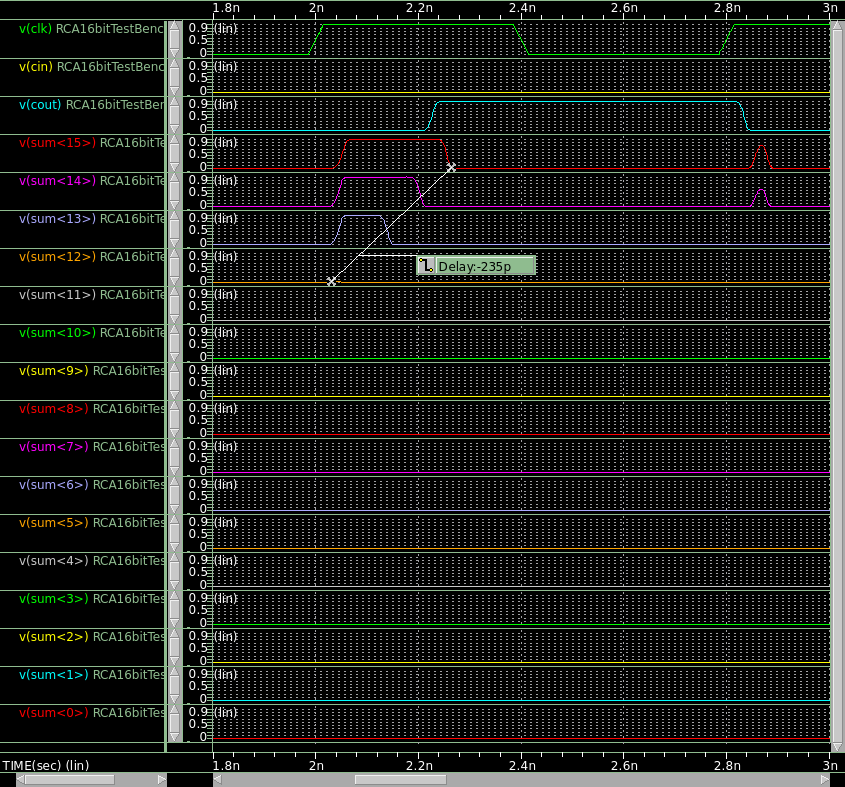 1.8n 2n 2.2n 2.4n 2.6n 2.8n 3n
v(clk) RCA16bitTestBenc 0.9 (lin)
0.5
0
v(cin) RCA16bitTestBenc 0.9 (lin)
0.5
0
v(cout) RCA16bitTestBer 0.9 (lin)
0.5
0
v(sum<15>) RCA16bitTe 0.9 (lin)
0.5
0
v(sum<14>) RCA16bitTe 0.9 (lin)
0.5
0
v(sum<13>) RCA16bitTe 0.9 (lin)
0.5
0
v(sum<12>) RCA16bitTe 0.9 (lin)
0.5 Delay:-235p
0
v(sum<11>) RCA16bitTe 0.9 (lin)
0.5
0
v(sum<10>) RCA16bitTe 0.9 (lin)
0.5
0
v(sum<9>) RCA16bitTes 0.9 (lin)
0.5
0
v(sum<8>) RCA16bitTes 0.9 (lin)
0.5
0
v(sum<7>) RCA16bitTes 0.9 (lin)
0.5
0
v(sum<6>) RCA16bitTes 0.9 (lin)
0.5
0
v(sum<5>) RCA16bitTes 0.9 (lin)
0.5
0
v(sum<4>) RCA16bitTes 0.9 (lin)
0.5
0
v(sum<3>) RCA16bitTes 0.9 (lin)
0.5
0
v(sum<2>) RCA16bitTes 0.9 (lin)
0.5
0
v(sum<1>) RCA16bitTes 0.9 (lin)
0.5
0
v(sum<0>) RCA16bitTes 0.9 (lin)
0.5
0
TIME(sec) (lin) 1.8n 2n 2.2n 2.4n 2.6n 2.8n 3n